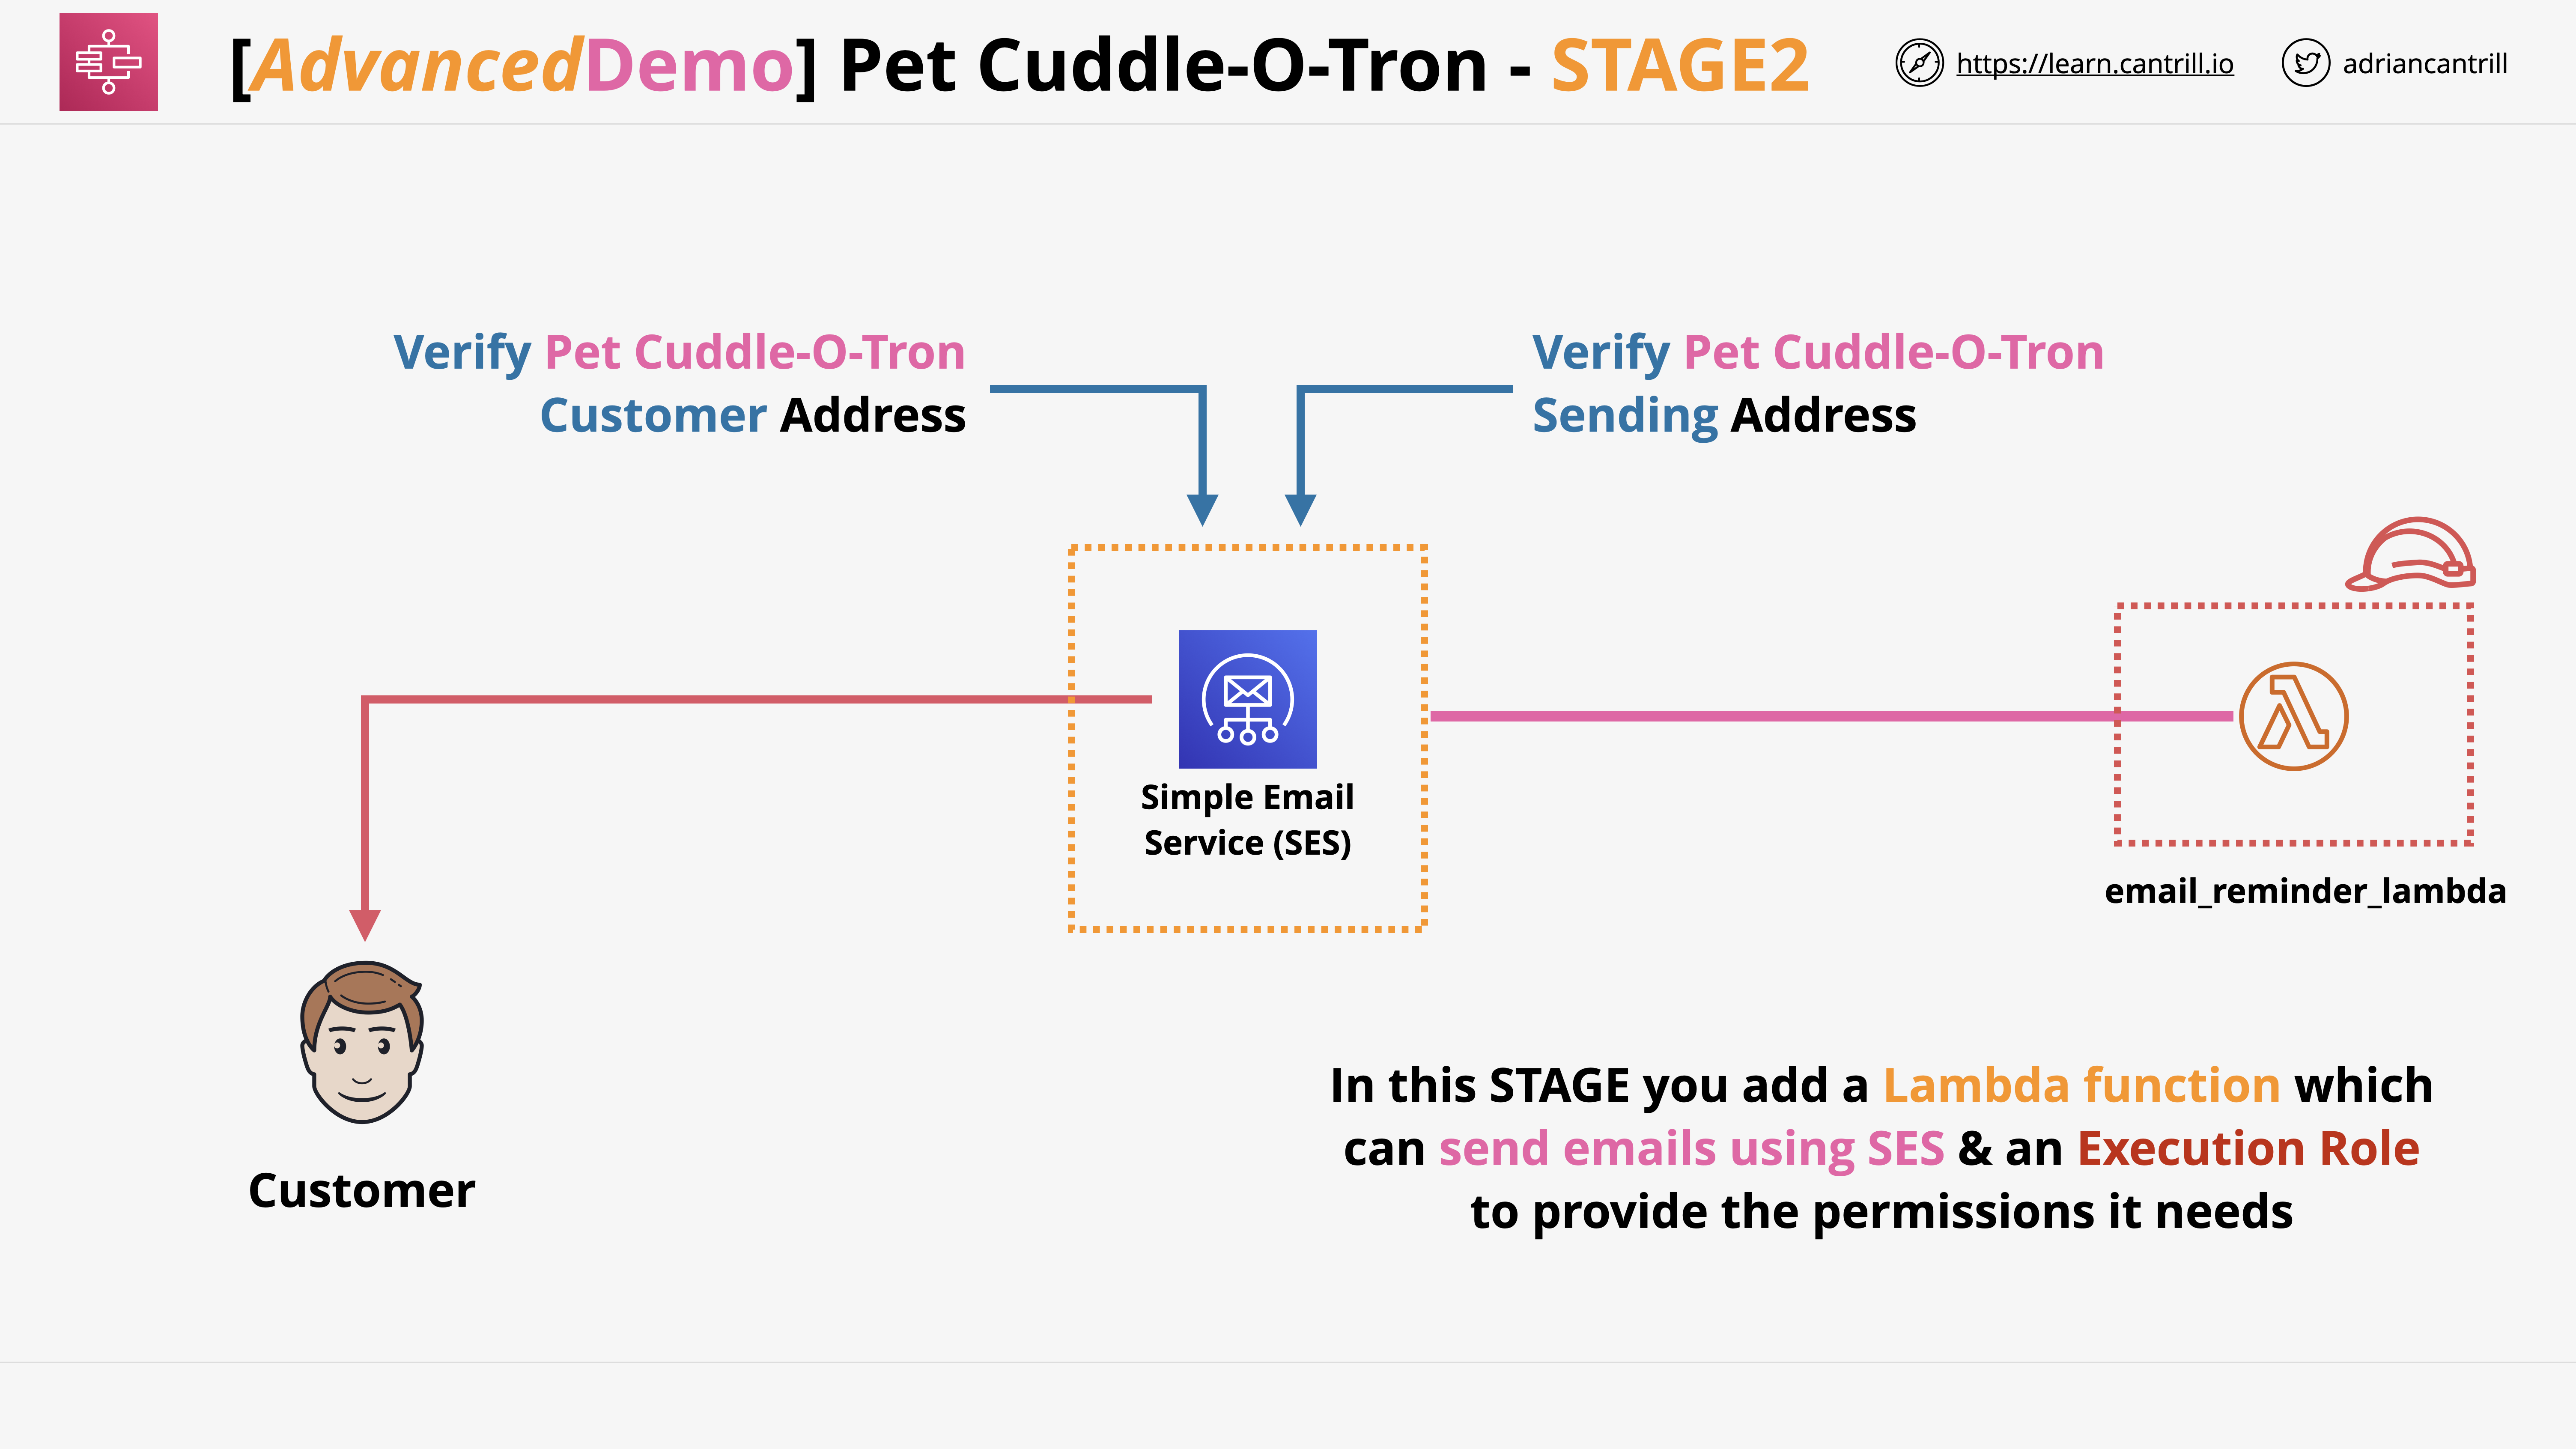 [AdvancedDemo] Pet Cuddle-O-Tron - STAGE2
https://learn.cantrill.io
adriancantrill
Verify Pet Cuddle-O-Tron
Customer Address
Verify Pet Cuddle-O-Tron
Sending Address
Simple Email
Service (SES)
email_reminder_lambda
Customer
In this STAGE you add a Lambda function which
can send emails using SES & an Execution Role
to provide the permissions it needs